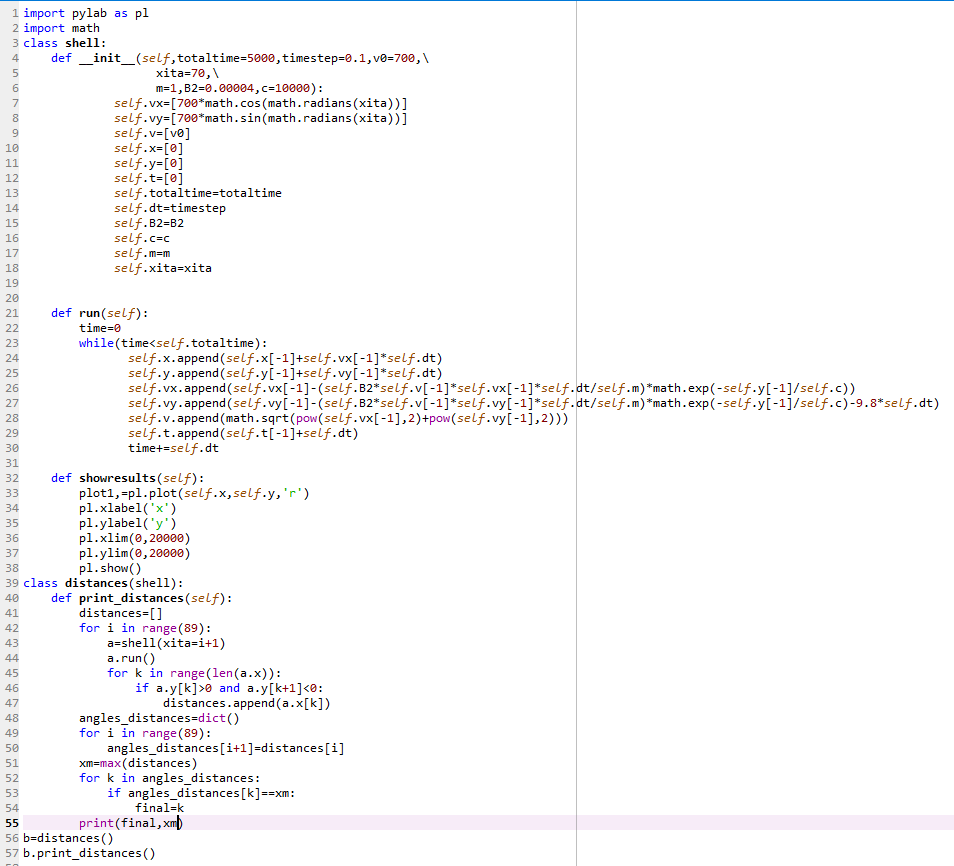 1 import pylab as pl
2 import math
3 class shell:
4     def __init__(self,totaltime=5000,timestep=0.1,v0=700,\
5                    xita=70,\
6                    m=1,B2=0.00004,c=10000):
7             self.vx=[700*math.cos(math.radians(xita))]
8             self.vy=[700*math.sin(math.radians(xita))]
9             self.v=[v0]
10             self.x=[0]
11             self.y=[0]
12             self.t=[0]
13             self.totaltime=totaltime
14             self.dt=timestep
15             self.B2=B2
16             self.c=c
17             self.m=m
18             self.xita=xita
19
20
21     def run(self):
22         time=0
23         while(time<self.totaltime):
24                self.x.append(self.x[-1]+self.vx[-1]*self.dt)
25                self.y.append(self.y[-1]+self.vy[-1]*self.dt)
26                self.vx.append(self.vx[-1]-(self.B2*self.v[-1]*self.vx[-1]*self.dt/self.m)*math.exp(-self.y[-1]/self.c))
27                self.vy.append(self.vy[-1]-(self.B2*self.v[-1]*self.vy[-1]*self.dt/self.m)*math.exp(-self.y[-1]/self.c)-9.8*self.dt)
28                self.v.append(math.sqrt(pow(self.vx[-1],2)+pow(self.vy[-1],2)))
29                self.t.append(self.t[-1]+self.dt)
30                time+=self.dt
31
32     def showresults(self):
33         plot1,=pl.plot(self.x,self.y,'r')
34         pl.xlabel('x')
35         pl.ylabel('y')
36         pl.xlim(0,20000)
37         pl.ylim(0,20000)
38         pl.show()
39 class distances(shell):
40     def print_distances(self):
41         distances=[]
42         for i in range(89):
43             a=shell(xita=i+1)
44             a.run()
45             for k in range(len(a.x)):
46                 if a.y[k]>0 and a.y[k+1]<0:
47                     distances.append(a.x[k])
48         angles_distances=dict()
49         for i in range(89):
50             angles_distances[i+1]=distances[i]
51         xm=max(distances)
52         for k in angles_distances:
53             if angles_distances[k]==xm:
54                 final=k
55         print(final,xm)
56 b=distances()
57 b.print_distances()